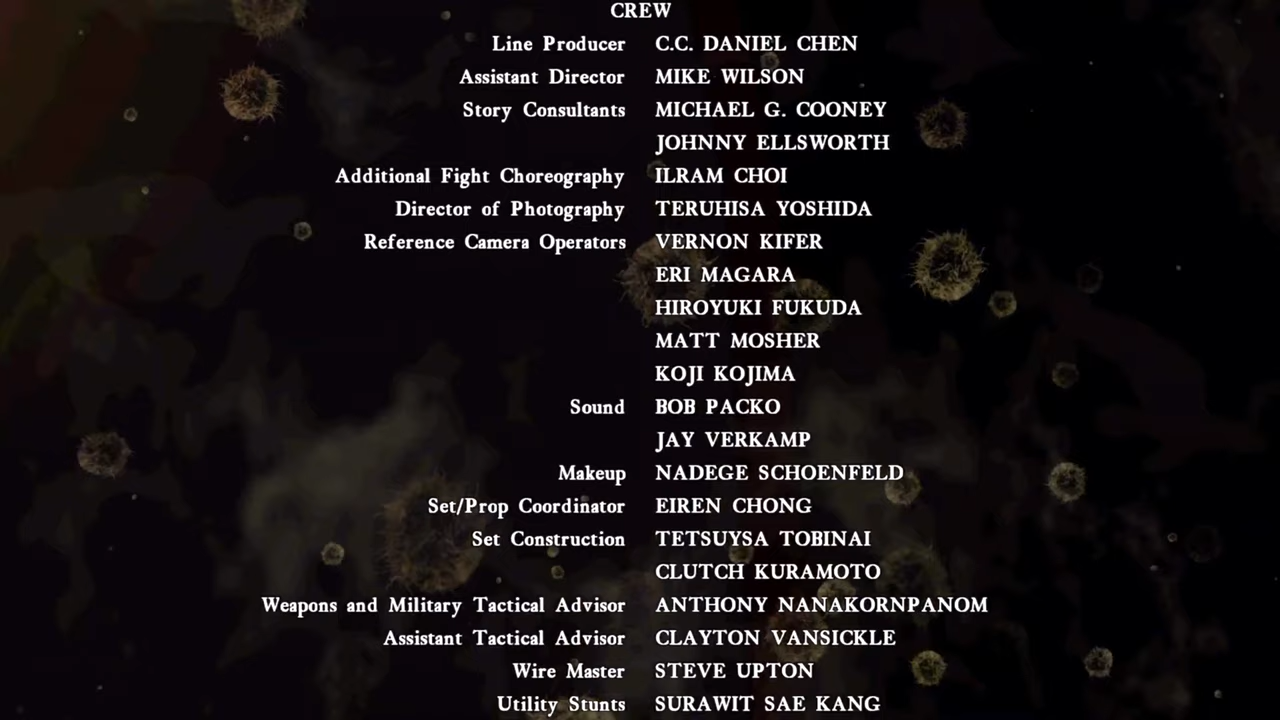 CREW
Line Producer C.C. DANIEL CHEN
Assistant Director MIKE WILSON
Story Consultants MICHAEL G. COONEY
JOHNNY ELLSWORTH
Additional Fight Choreography ILRAM CHOI
Director of Photography TERUHISA YOSHIDA
Reference Camera Operators VERNON KIFER
ERI MAGARA
HIROYUKI FUKUDA
MATT MOSHER
KOJI KOJIMA
Sound BOB PACKO
JAY VERKAMP
Makeup NADEGE SCHOENFELD
Set/Prop Coordinator EIREN CHONG
Set Construction TETSUYSA TOBINAI
CLUTCH KURAMOTO
Weapons and Military Tactical Advisor ANTHONY NANAKORNPANOM
Assistant Tactical Advisor CLAYTON VANSICKLE
Wire Master STEVE UPTON
Utility Stunts SURAWIT SAE KANG